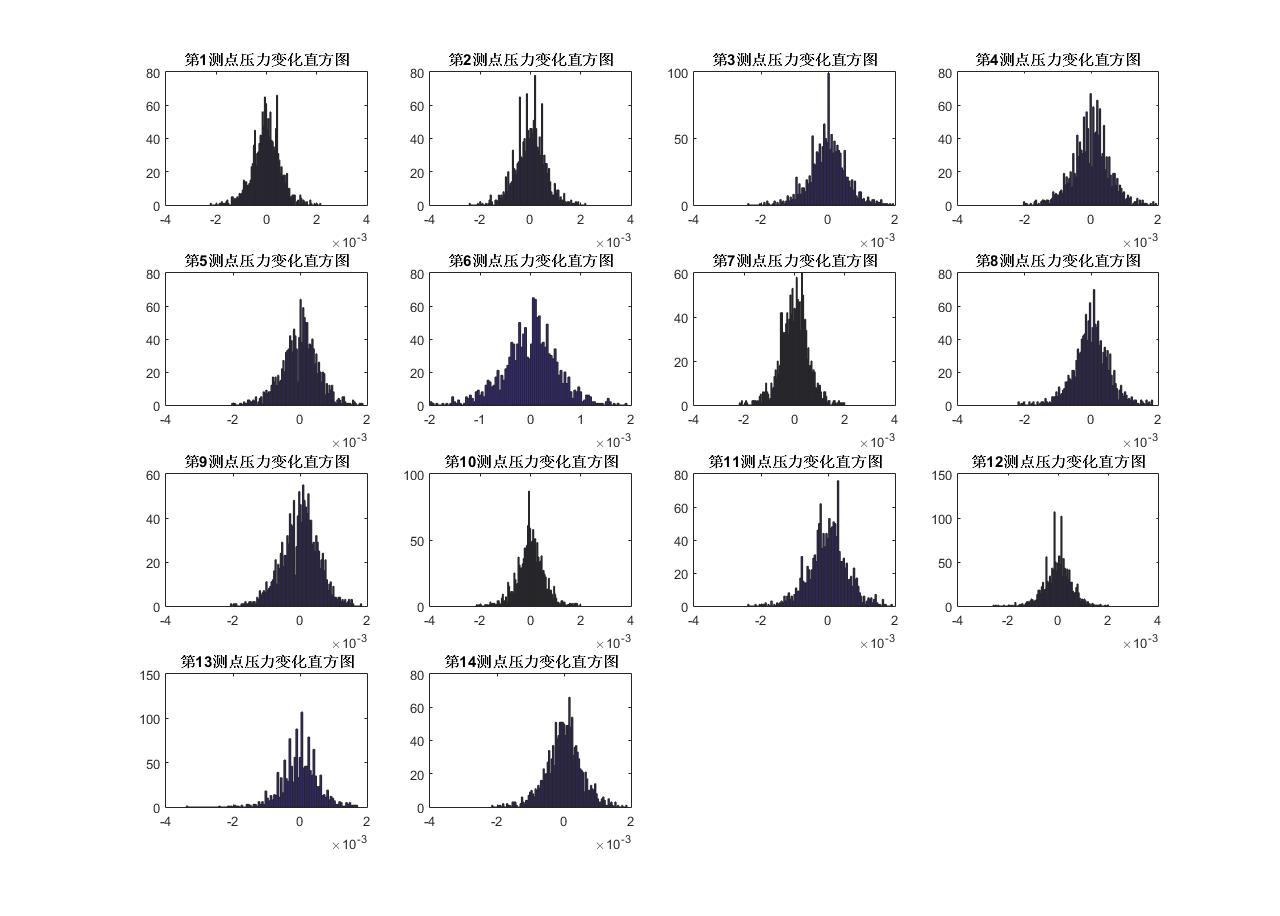 第1测点压力变化直方图
80
60
40
20
0
-4 -2 0 2 4
×10-3
第2测点压力变化直方图
80
60
40
20
0
-4 -2 0 2 4
×10-3
第3测点压力变化直方图
100
50
0
-4 -2 0 2
×10-3
第4测点压力变化直方图
80
60
40
20
0
-4 -2 0 2
×10-3
第5测点压力变化直方图
80
60
40
20
0
-4 -2 0 2
×10-3
第6测点压力变化直方图
80
60
40
20
0
-2 -1 0 1 2
×10-3
第7测点压力变化直方图
60
40
20
0
-4 -2 0 2 4
×10-3
第8测点压力变化直方图
80
60
40
20
0
-4 -2 0 2
×10-3
第9测点压力变化直方图
60
40
20
0
-4 -2 0 2
×10-3
第10测点压力变化直方图
100
50
0
-4 -2 0 2 4
×10-3
第11测点压力变化直方图
80
60
40
20
0
-4 -2 0 2
×10-3
第12测点压力变化直方图
150
100
50
0
-4 -2 0 2 4
×10-3
第13测点压力变化直方图
150
100
50
0
-4 -2 0 2
×10-3
第14测点压力变化直方图
80
60
40
20
0
-4 -2 0 2
×10-3